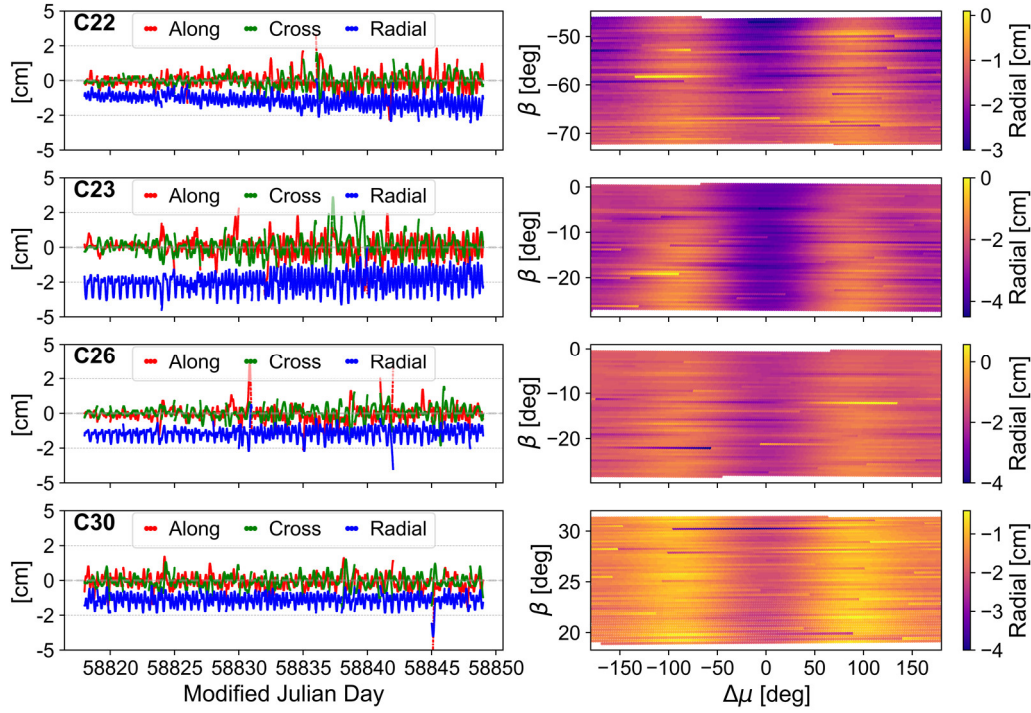 C22
Along Cross Radial
[cm]
5
2
0
-2
-5
β [deg]
−50
−60
−70
Radial [cm]
0
−1
−2
−3
C23
Along Cross Radial
[cm]
5
2
0
-2
-5
β [deg]
0
−10
−20
Radial [cm]
0
−2
−4
C26
Along Cross Radial
[cm]
5
2
0
-2
-5
β [deg]
0
−10
−20
Radial [cm]
0
−2
−4
C30
Along Cross Radial
[cm]
5
2
0
-2
-5
58820 58825 58830 58835 58840 58845 58850
Modified Julian Day
β [deg]
30
25
20
−150 −100 −50 0 50 100 150
Δμ [deg]
Radial [cm]
−1
−2
−3
−4